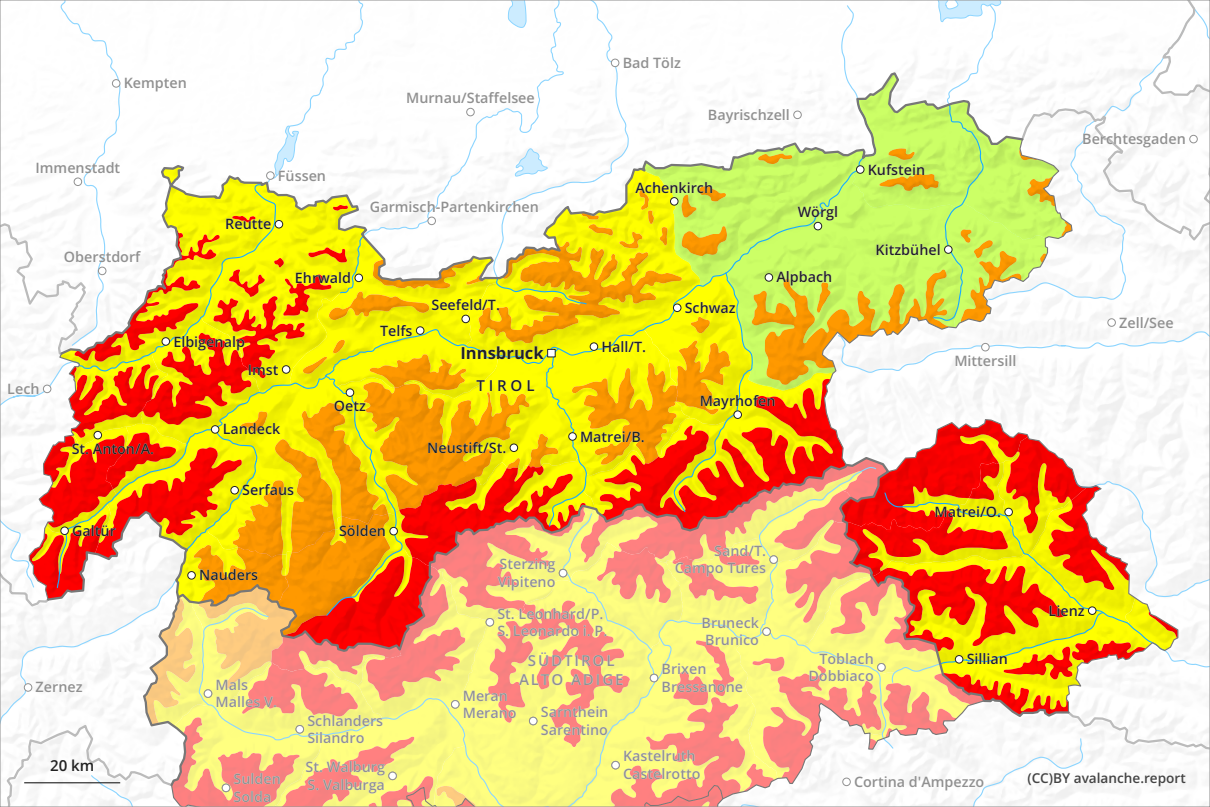 Kempten
Bad Tölz
Murnau/Staffelsee
Bayrischzell
Berchtesgaden
Immenstadt
Füssen
Kufstein
Achenkirch
Garmisch-Partenkirchen
Wörgl
Reutte
Kitzbühel
Oberstdorf
Ehrwald
Alpbach
Seefeld/T.
Schwaz
Telfs
Zell/See
Elbigenalp
Innsbruck
Hall/T.
Mittersill
Imst
TIROL
Lech
Oetz
Mayrhofen
Landeck
Matrei/B.
St. Anton/A.
Neustift/St.
Serfaus
Matrei/O.
Galtür
Sölden
Sand/T.
Campo Tures
Sterzing
Vipiteno
Nauders
Lienz
St. Leonhard/P.
S. Leonardo i. P.
Bruneck
Brunico
SÜDTIROL
ALTO ADIGE
Toblach
Dobbiaco
Sillian
Brixen
Bressanone
Zernez
Mals
Malles V.
Meran
Merano
Sarnthein
Sarentino
Schlanders
Silandro
Kastelruth
Castelrotto
St. Walburg
S. Valburga
20 km
Sulden
Solda
Cortina d'Ampezzo
(CC)BY avalanche.report